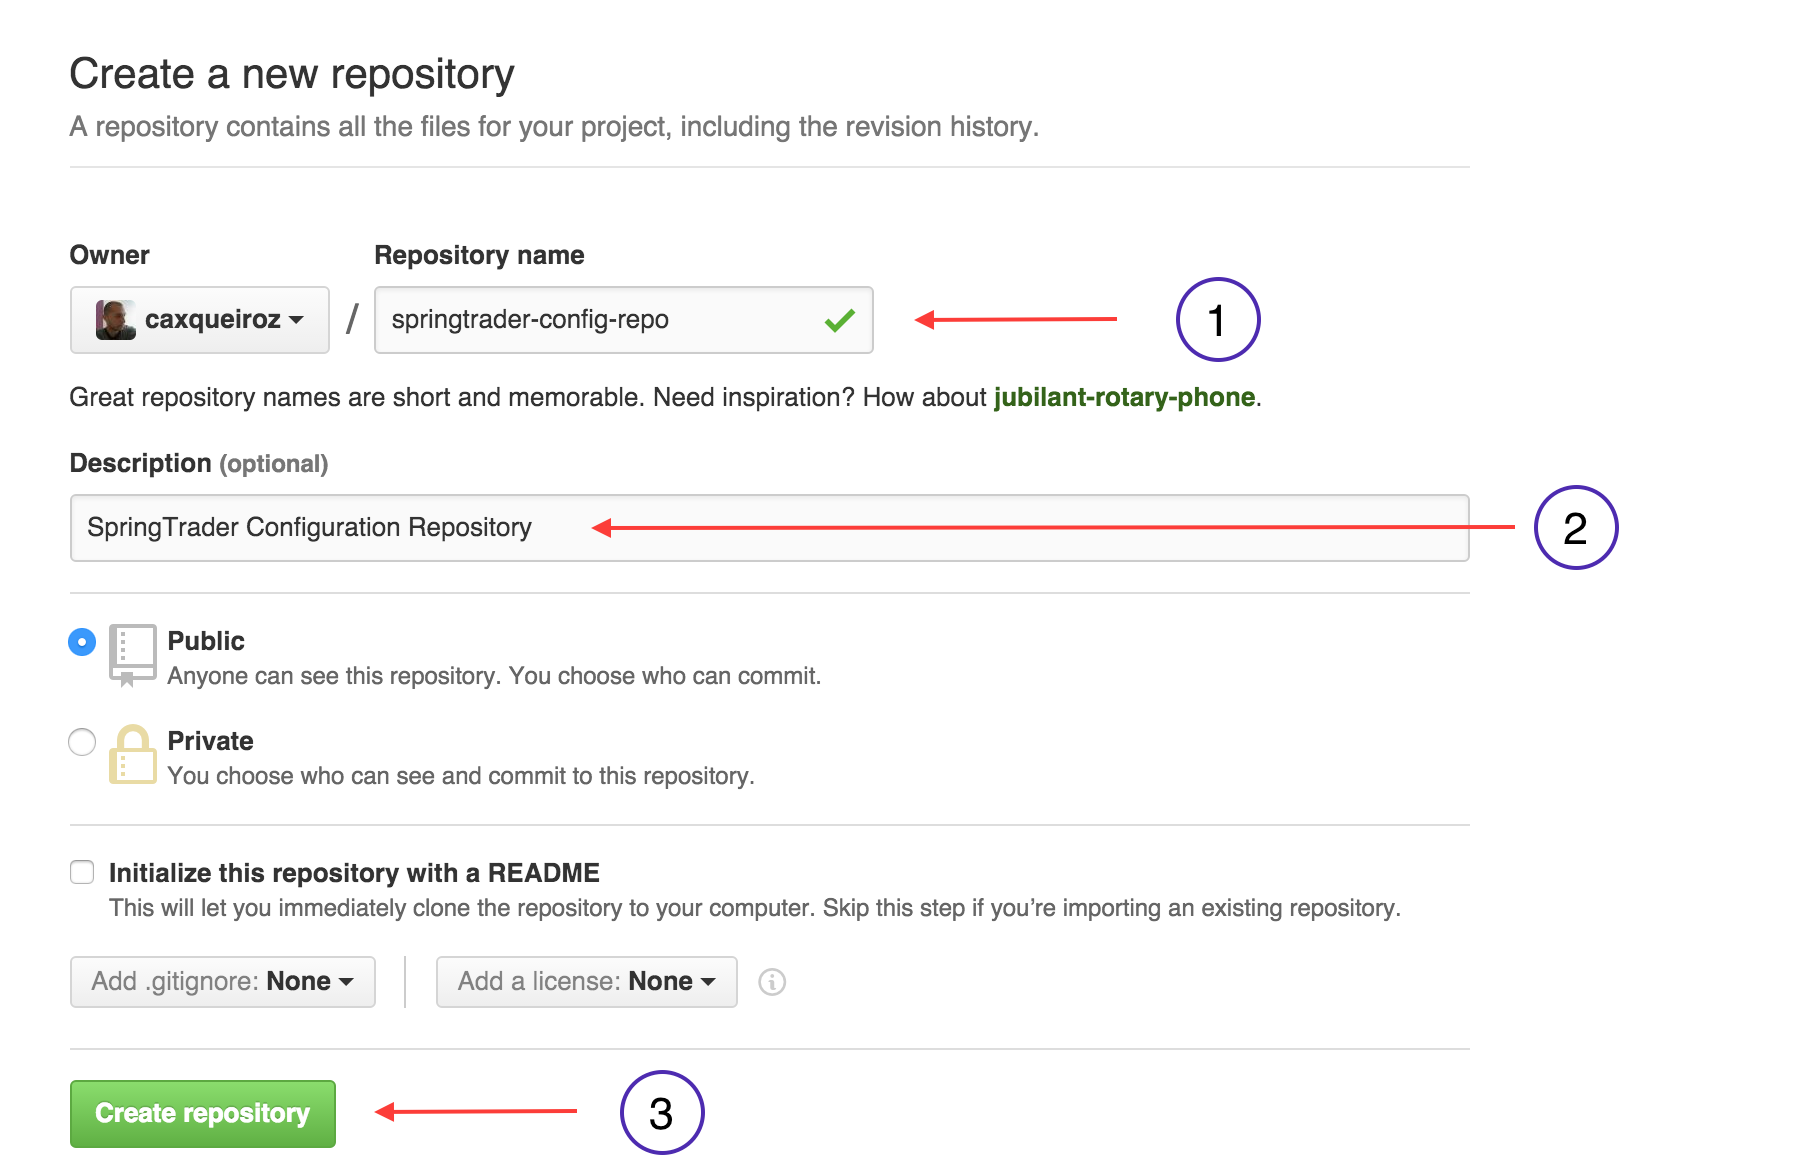 Create a new repository
A repository contains all the files for your project, including the revision history.
Owner Repository name
caxqueiroz / springtrader-config-repo 1
Great repository names are short and memorable. Need inspiration? How about jubilant-rotary-phone.
Description (optional)
SpringTrader Configuration Repository 2
Public
Anyone can see this repository. You choose who can commit.
Private
You choose who can see and commit to this repository.
Initialize this repository with a README
This will let you immediately clone the repository to your computer. Skip this step if you’re importing an existing repository.
Add .gitignore: None Add a license: None
Create repository 3